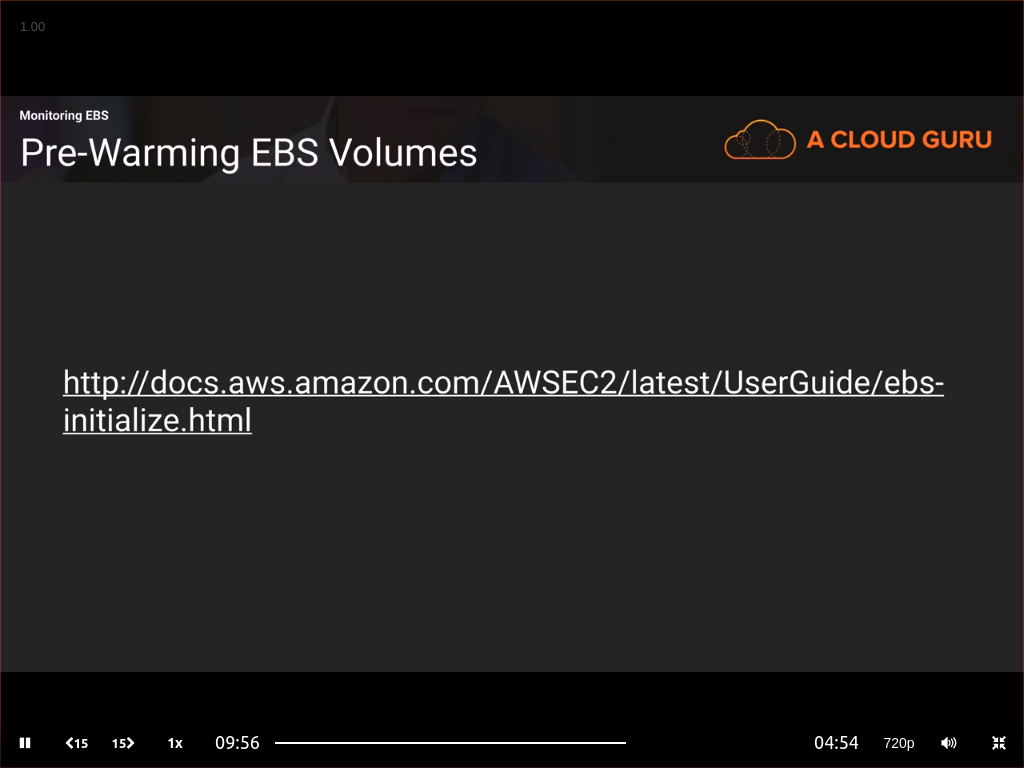 1.00
Monitoring EBS
Pre-Warming EBS Volumes
A CLOUD GURU
http://docs.aws.amazon.com/AWSEC2/latest/UserGuide/ebs-
initialize.html
15 15 1x 09:56 04:54 720p